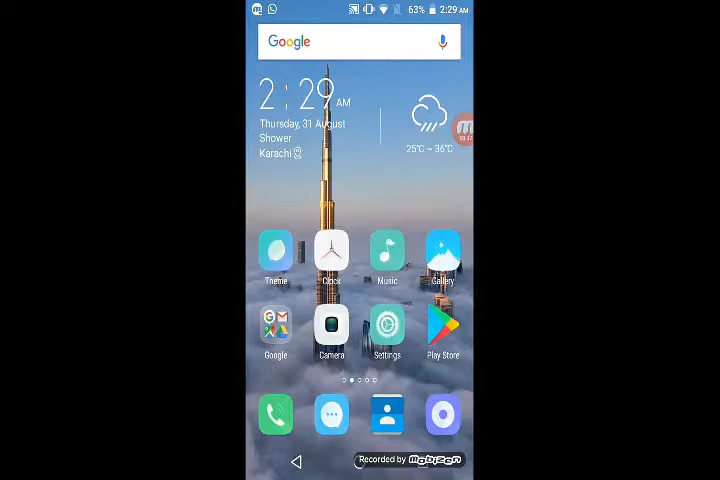 63% 2:29 AM
Google
2:29 AM
Thursday, 31 August
Shower
Karachi
25°C ~ 36°C
Theme Clock Music Gallery
Google Camera Settings Play Store
Recorded by mobizen